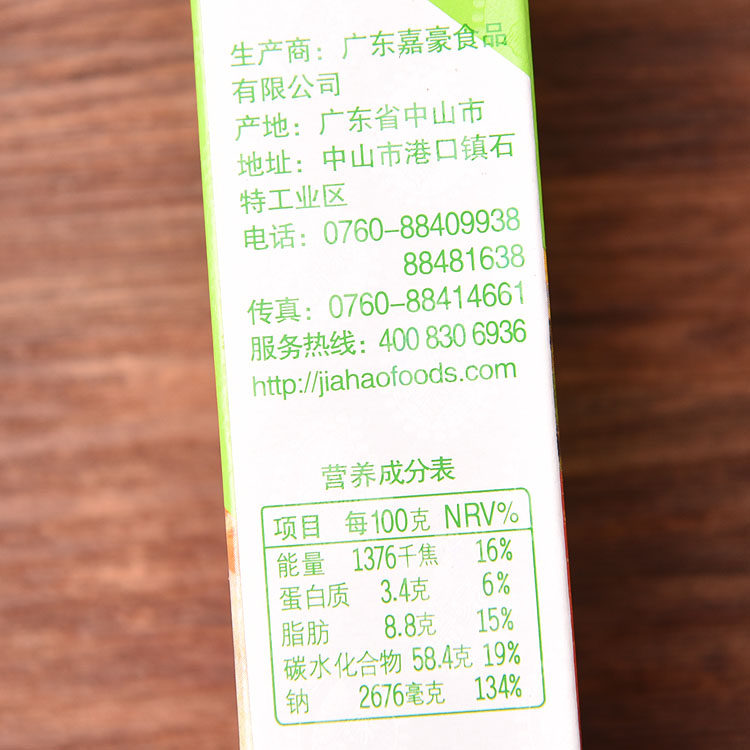 生产商：广东嘉豪食品
有限公司
产地：广东省中山市
地址：中山市港口镇石
特工业区
电话：0760-88409938
88481638
传真：0760-88414661
服务热线：400 830 6936
http://jiahaofoods.com
营养成分表
项目 每100克 NRV%
能量 1376千焦 16%
蛋白质 3.4克 6%
脂肪 8.8克 15%
碳水化合物 58.4克 19%
钠 2676毫克 134%